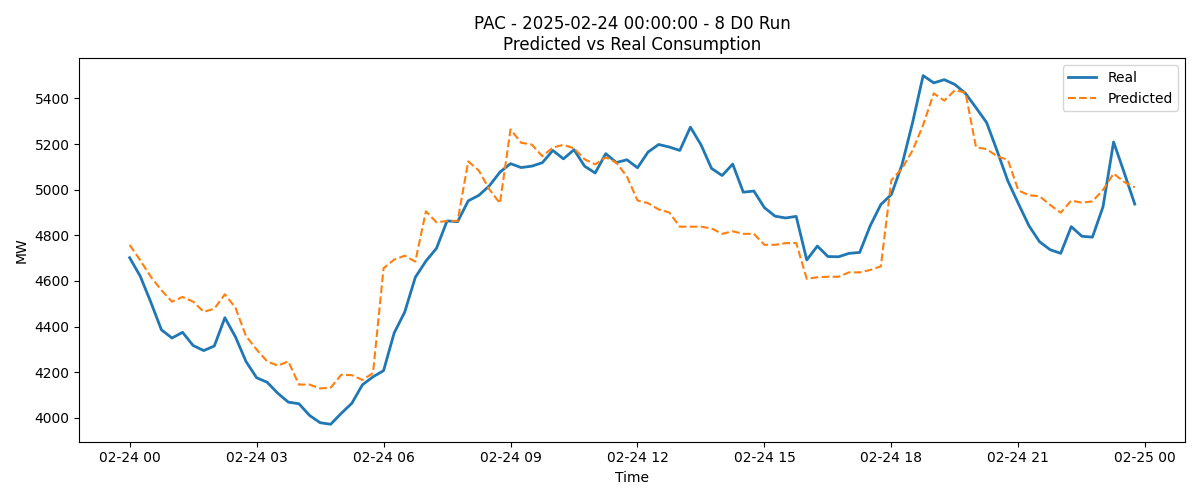 PAC - 2025-02-24 00:00:00 - 8 D0 Run
Predicted vs Real Consumption
Real
Predicted
MW
5400
5200
5000
4800
4600
4400
4200
4000
02-24 00
02-24 03
02-24 06
02-24 09
02-24 12
02-24 15
02-24 18
02-24 21
02-25 00
Time